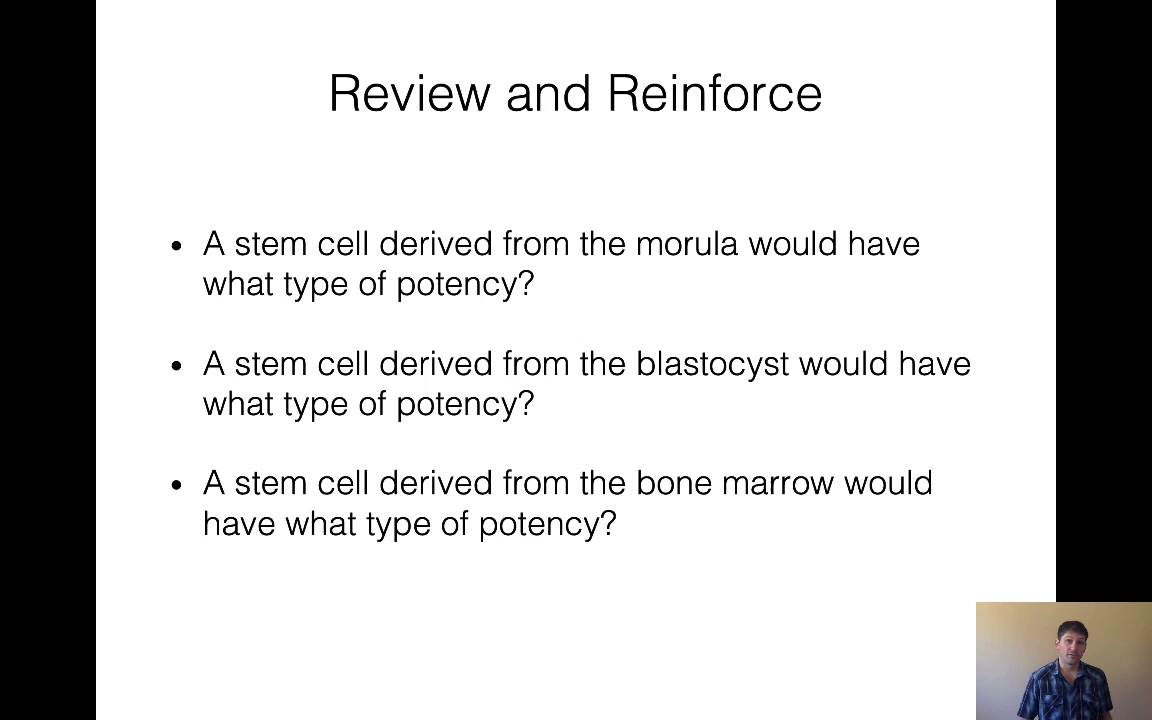 Review and Reinforce
• A stem cell derived from the morula would have
what type of potency?
• A stem cell derived from the blastocyst would have
what type of potency?
• A stem cell derived from the bone marrow would
have what type of potency?